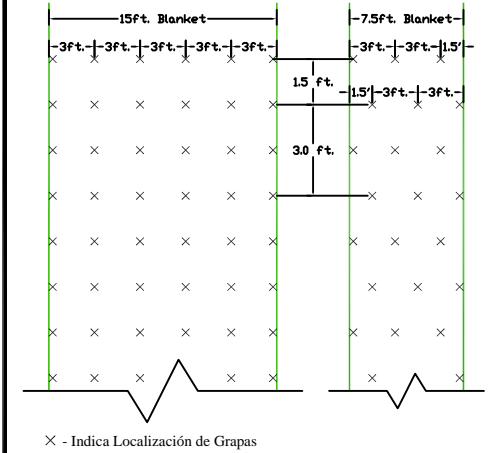 15ft. Blanket
7.5ft. Blanket
3ft. 3ft. 3ft. 3ft. 3ft.
3ft. 3ft. 1.5'
1.5 ft.
1.5' 3ft. 3ft.
3.0 ft.
× - Indica Localización de Grapas